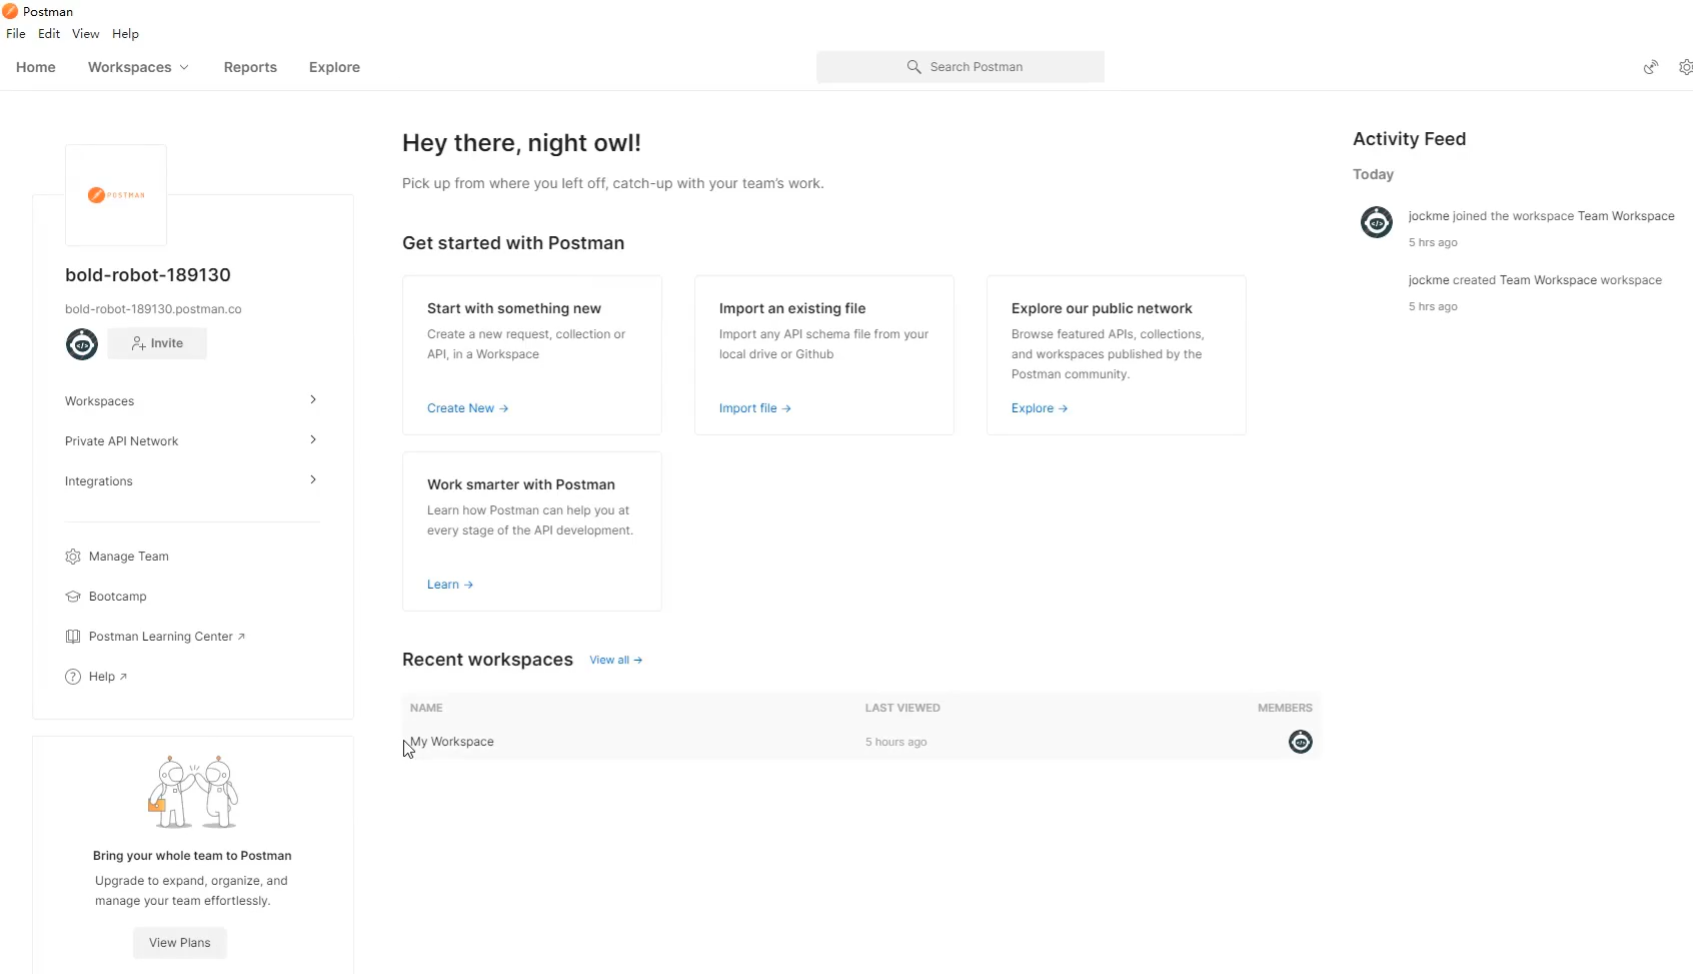 Postman
File Edit View Help
Home Workspaces Reports Explore
Search Postman
POSTMAN
bold-robot-189130
bold-robot-189130.postman.co
Invite
Workspaces
Private API Network
Integrations
Manage Team
Bootcamp
Postman Learning Center ↗
Help ↗
Bring your whole team to Postman
Upgrade to expand, organize, and
manage your team effortlessly.
View Plans
Hey there, night owl!
Pick up from where you left off, catch-up with your team’s work.
Get started with Postman
Start with something new
Create a new request, collection or
API, in a Workspace
Create New →
Import an existing file
Import any API schema file from your
local drive or Github
Import file →
Explore our public network
Browse featured APIs, collections,
and workspaces published by the
Postman community.
Explore →
Work smarter with Postman
Learn how Postman can help you at
every stage of the API development.
Learn →
Recent workspaces View all →
NAME LAST VIEWED MEMBERS
My Workspace 5 hours ago
Activity Feed
Today
jockme joined the workspace Team Workspace
5 hrs ago
jockme created Team Workspace workspace
5 hrs ago